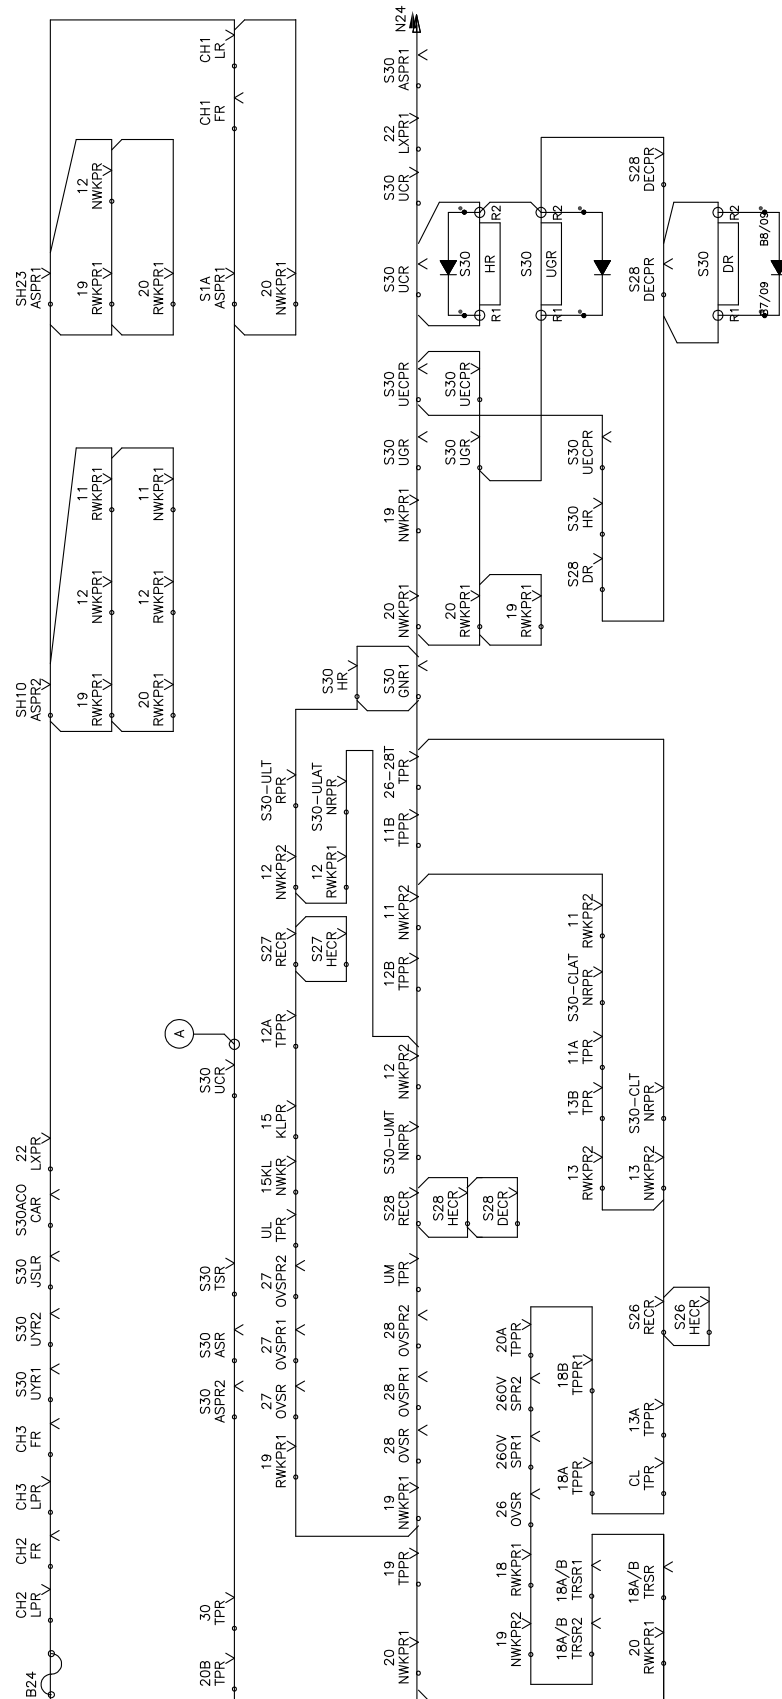 B24
CH2
LPR
CH2
FR
CH3
LPR
CH3
FR
S30
UYR1
S30
UYR2
S30
JSLR
S30ACO
CAR
22
LXPR
SH10
ASPR2
19
RWKPR1
12
NWKPR1
11
RWKPR1
20
RWKPR1
12
RWKPR1
11
NWKPR1
SH23
ASPR1
19
RWKPR1
12
NWKPR
20
RWKPR1
20B
TPR
30
TPR
S30
ASPR2
S30
ASR
S30
TSR
S30
UCR
A
S1A
ASPR1
20
NWKPR1
CH1
FR
CH1
LR
19
RWKPR1
27
OVSR
27
OVSPR1
27
OVSPR2
UL
TPR
15KL
NWKR
15
KLPR
12A
TPPR
S27
RECR
S27
HECR
12
NWKPR2
S30-ULT
RPR
12
RWKPR1
S30-ULAT
NRPR
S30
HR
20
NWKPR1
19
TPPR
19
NWKPR1
28
OVSR
28
OVSPR1
28
OVSPR2
UM
TPR
S28
RECR
S28
HECR
S28
DECR
S30-UMT
NRPR
12
NWKPR2
12B
TPPR
11
NWKPR2
11B
TPPR
26-28T
TPR
S30
GNR1
20
NWKPR1
20
RWKPR1
19
RWKPR1
19
NWKPR1
S30
UGR
S30
UGR
S30
UECPR
S30
UECPR
S30
UCR
S30
UCR
22
LXPR1
S30
ASPR1
N24
R1
S30
HR
R2
R1
S30
UGR
R2
19
NWKPR2
18
RWKPR1
26
OVSR
260V
SPR1
260V
SPR2
20A
TPPR
18A/B
TRSR2
18A/B
TRSR1
18A
TPPR
18B
TPPR1
20
RWKPR1
18A/B
TRSR
CL
TPR
13A
TPPR
S26
RECR
S26
HECR
13
RWKPR2
13B
TPR
11A
TPR
S30-CLAT
NRPR
11
RWKPR2
13
NWKPR2
S30-CLT
NRPR
S28
DR
S30
HR
S30
UECPR
S28
DECPR
S28
DECPR
R1
S30
DR
R2
B7/09
B8/09